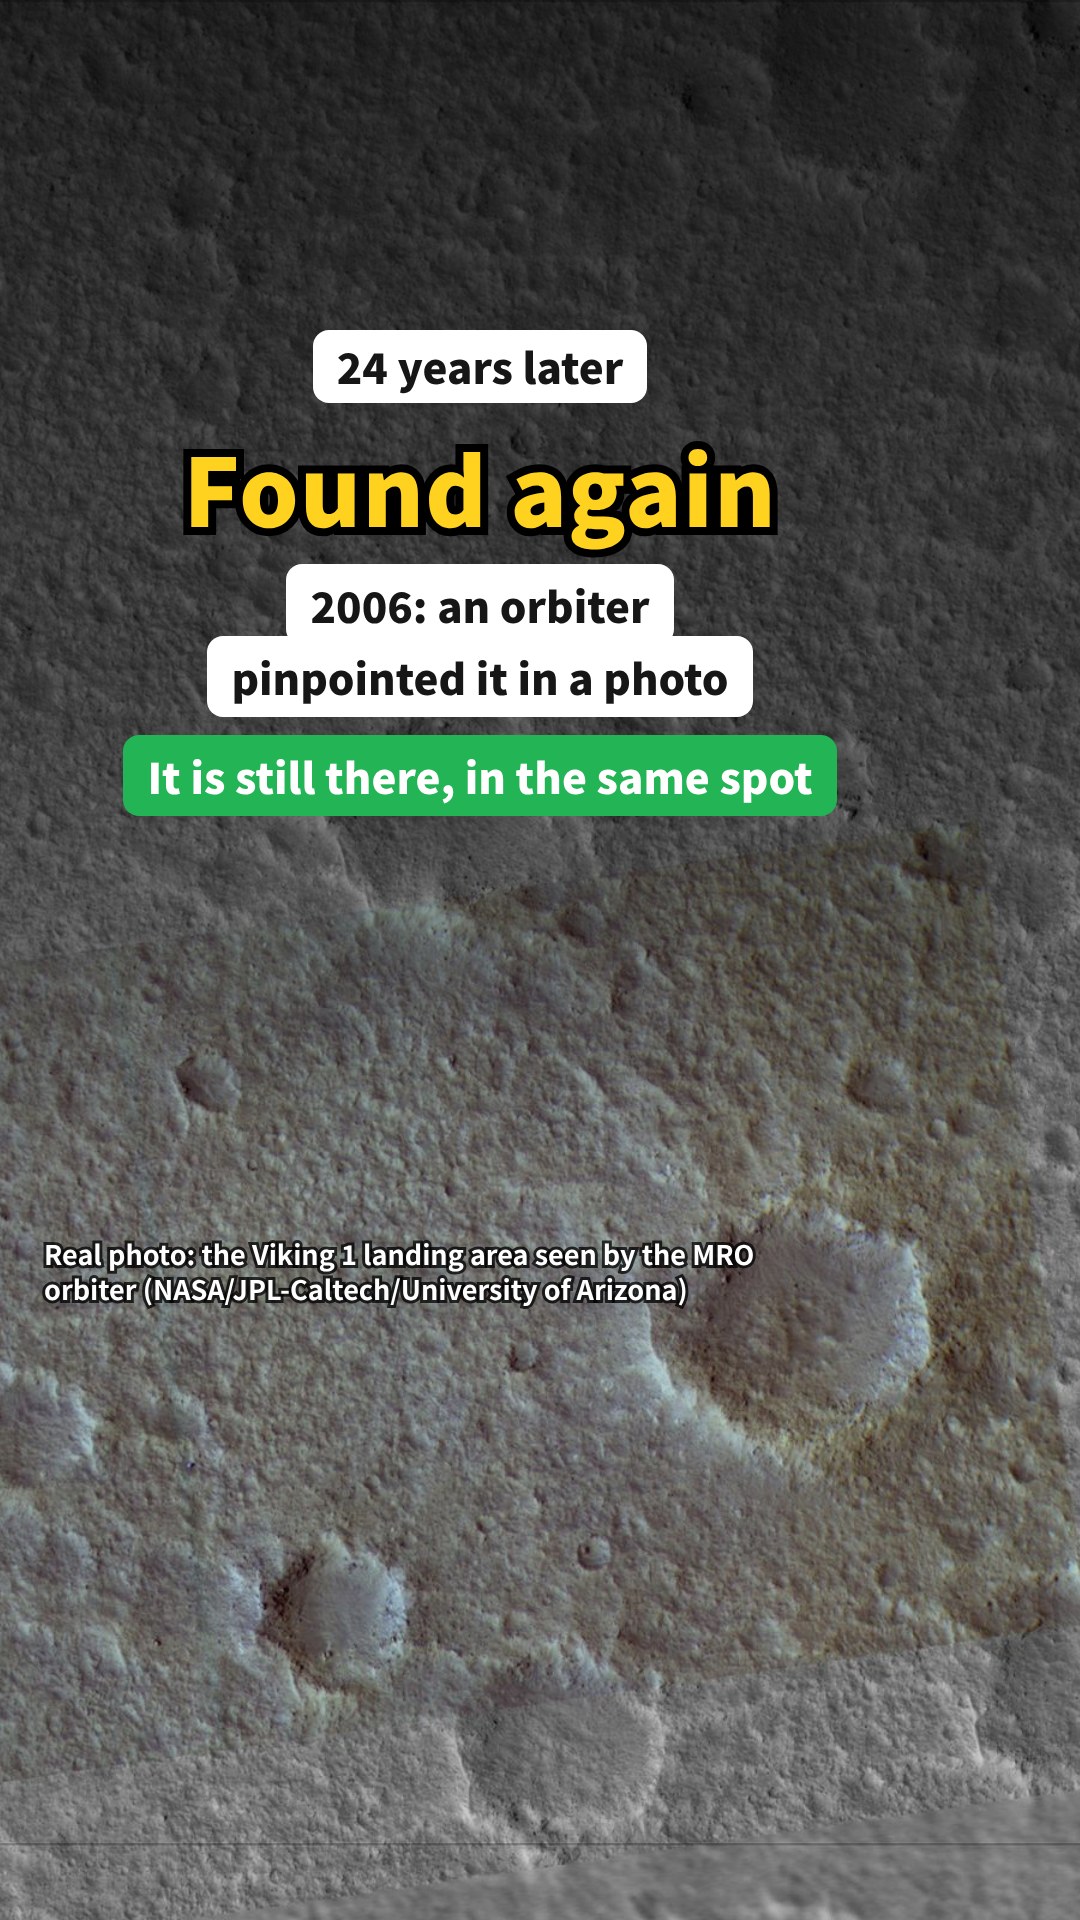 24 years later
Found again
2006: an orbiter
pinpointed it in a photo
It is still there, in the same spot
Real photo: the Viking 1 landing area seen by the MRO
orbiter (NASA/JPL-Caltech/University of Arizona)